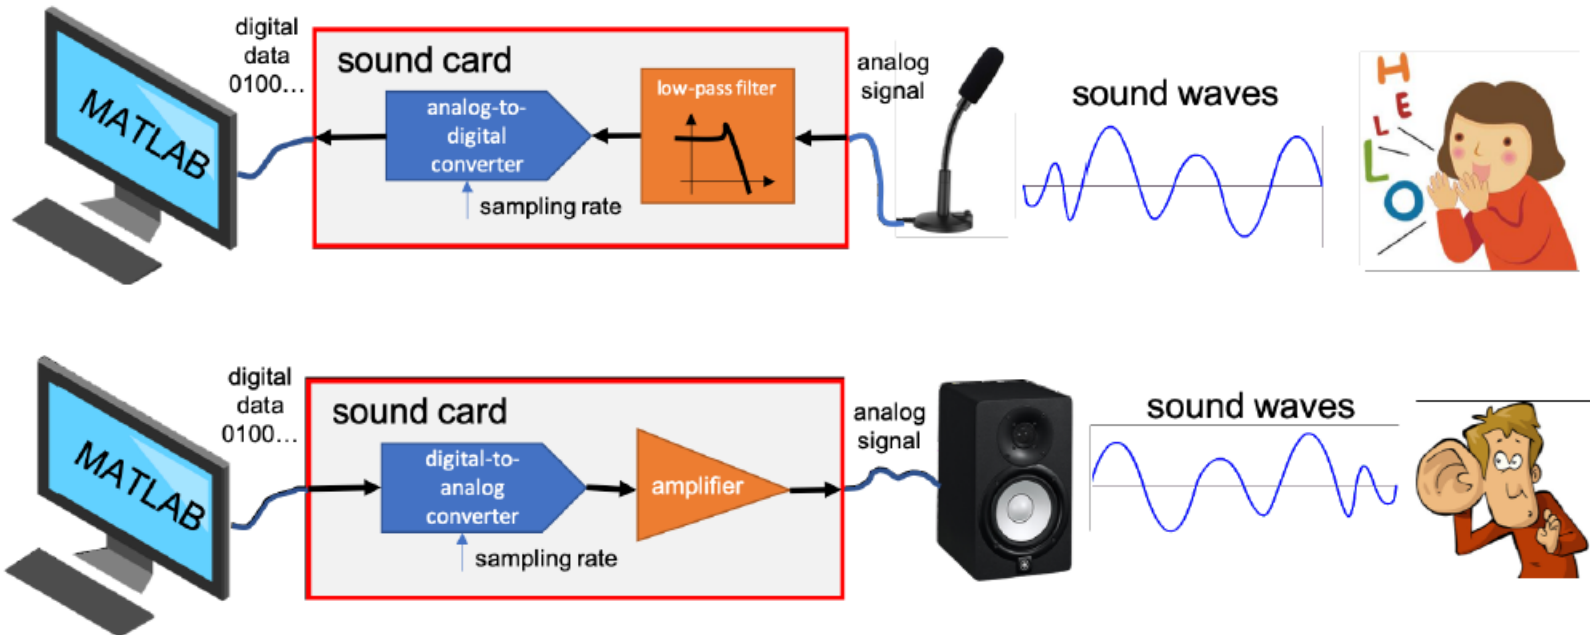 digital
data
0100...
sound card
low-pass filter
analog-to-
digital
converter
sampling rate
analog
signal
sound waves
H
E
L
L
O
MATLAB
digital
data
0100...
sound card
digital-to-
analog
converter
amplifier
sampling rate
analog
signal
sound waves
MATLAB